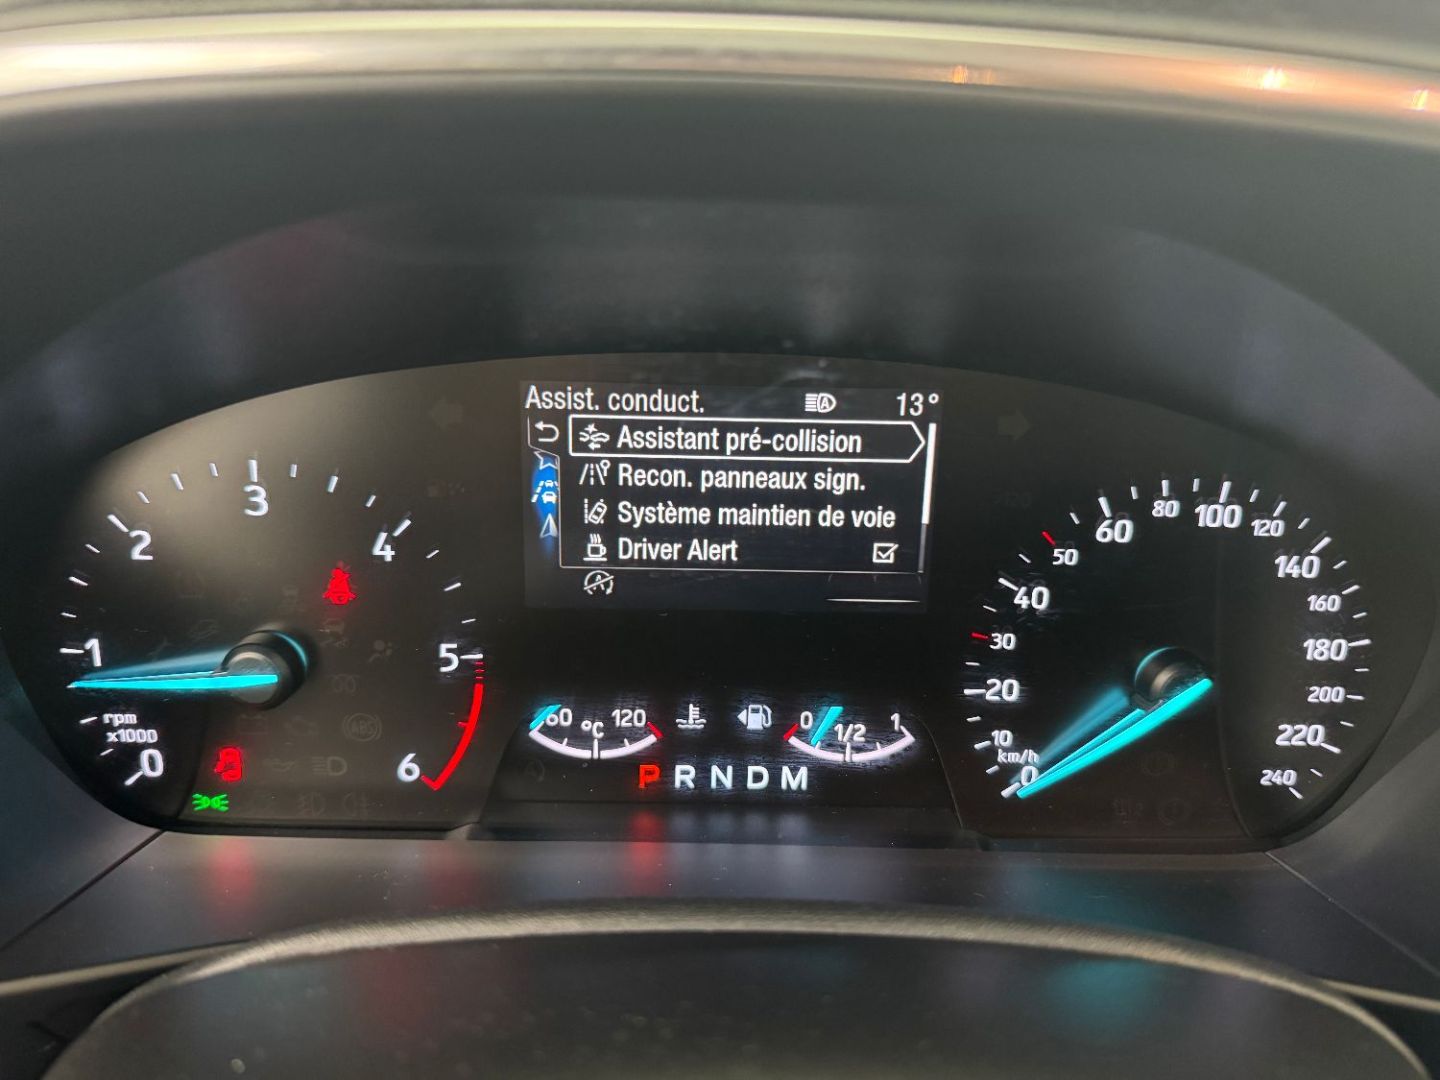 Assist. conduct. A 13°
Assistant pré-collision
Recon. panneaux sign.
Système maintien de voie
Driver Alert
A
0 1 2 3 4 5 6
rpm
x1000
ABS
60 °C 120
0 1/2 1
P R N D M
0 10 20 30 40 50 60 80 100 120 140 160 180 200 220 240
km/h